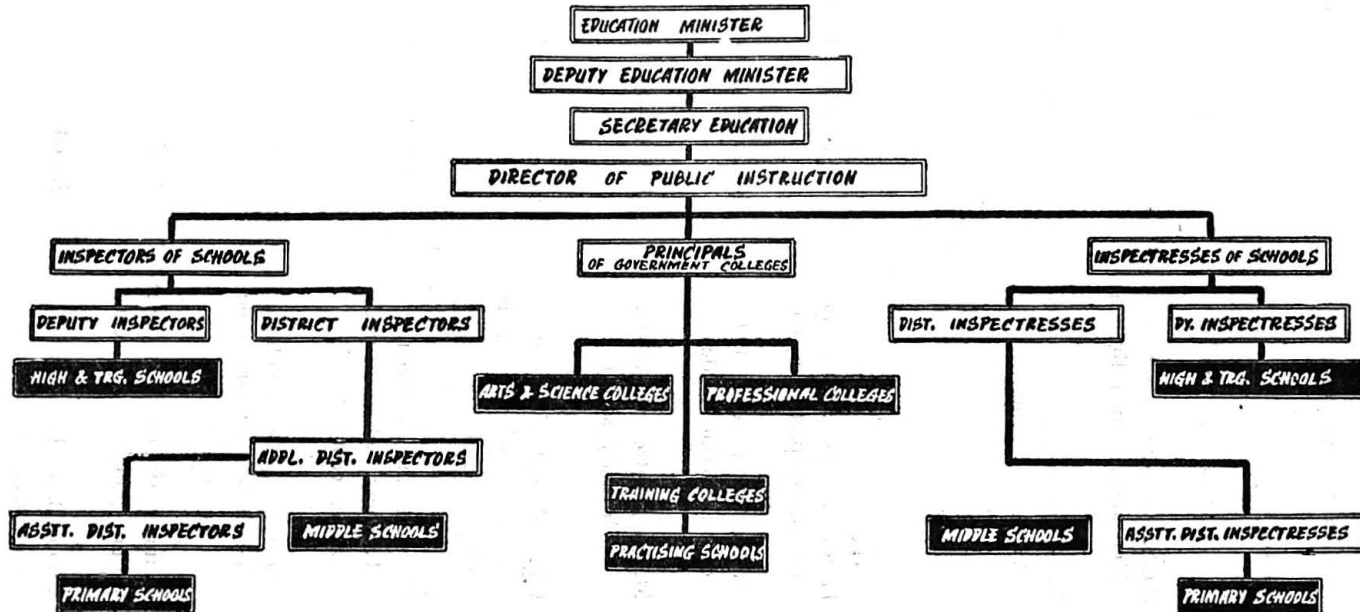 EDUCATION MINISTER
DEPUTY EDUCATION MINISTER
SECRETARY EDUCATION
DIRECTOR OF PUBLIC INSTRUCTION
INSPECTORS OF SCHOOLS
PRINCIPALS
OF GOVERNMENT COLLEGES
INSPECTRESSES OF SCHOOLS
DEPUTY INSPECTORS
DISTRICT INSPECTORS
DIST. INSPECTRESSES
DY. INSPECTRESSES
HIGH & TRG. SCHOOLS
ARTS & SCIENCE COLLEGES
PROFESSIONAL COLLEGES
HIGH & TRG. SCHOOLS
ADDL. DIST. INSPECTORS
TRAINING COLLEGES
ASSTT. DIST. INSPECTORS
MIDDLE SCHOOLS
PRACTISING SCHOOLS
MIDDLE SCHOOLS
ASSTT. DIST. INSPECTRESSES
PRIMARY SCHOOLS
PRIMARY SCHOOLS